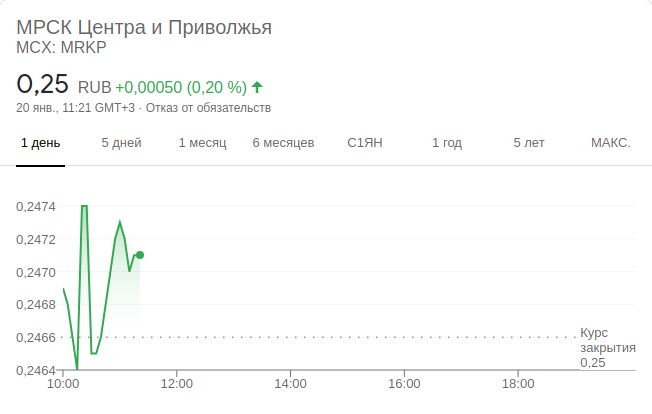 МРСК Центра и Приволжья
MCX: MRKP
0,25 RUB +0,00050 (0,20 %)
20 янв., 11:21 GMT+3 · Отказ от обязательств
1 день 5 дней 1 месяц 6 месяцев С1ЯН 1 год 5 лет МАКС.
0,2474
0,2472
0,2470
0,2468
0,2466
Курс
закрытия
0,25
0,2464
10:00 12:00 14:00 16:00 18:00